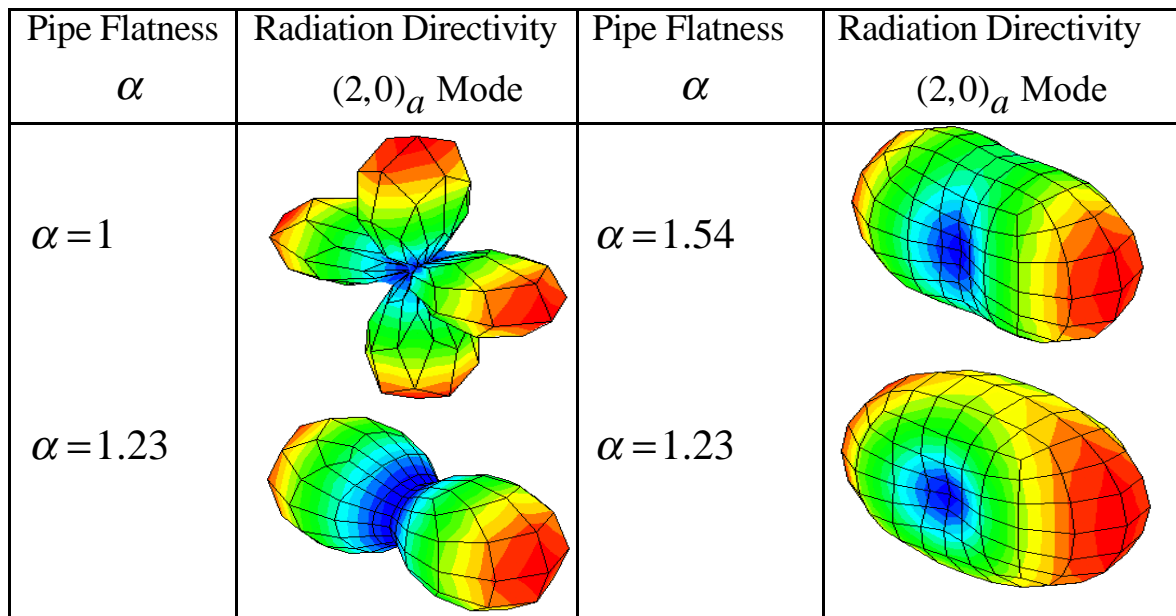 Pipe Flatness
α
Radiation Directivity
(2,0)a Mode
Pipe Flatness
α
Radiation Directivity
(2,0)a Mode
α=1
α=1.54
α=1.23
α=1.23